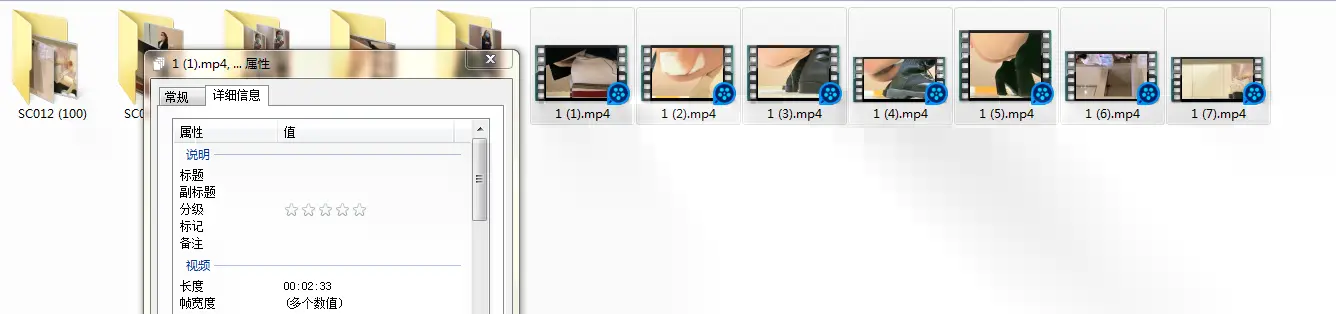 SC012 (100)
SC0
1 (1).mp4, ... 属性
常规
详细信息
属性
值
说明
标题
副标题
分级
标记
备注
视频
长度
00:02:33
帧宽度
(多个数值)
1 (1).mp4
1 (2).mp4
1 (3).mp4
1 (4).mp4
1 (5).mp4
1 (6).mp4
1 (7).mp4